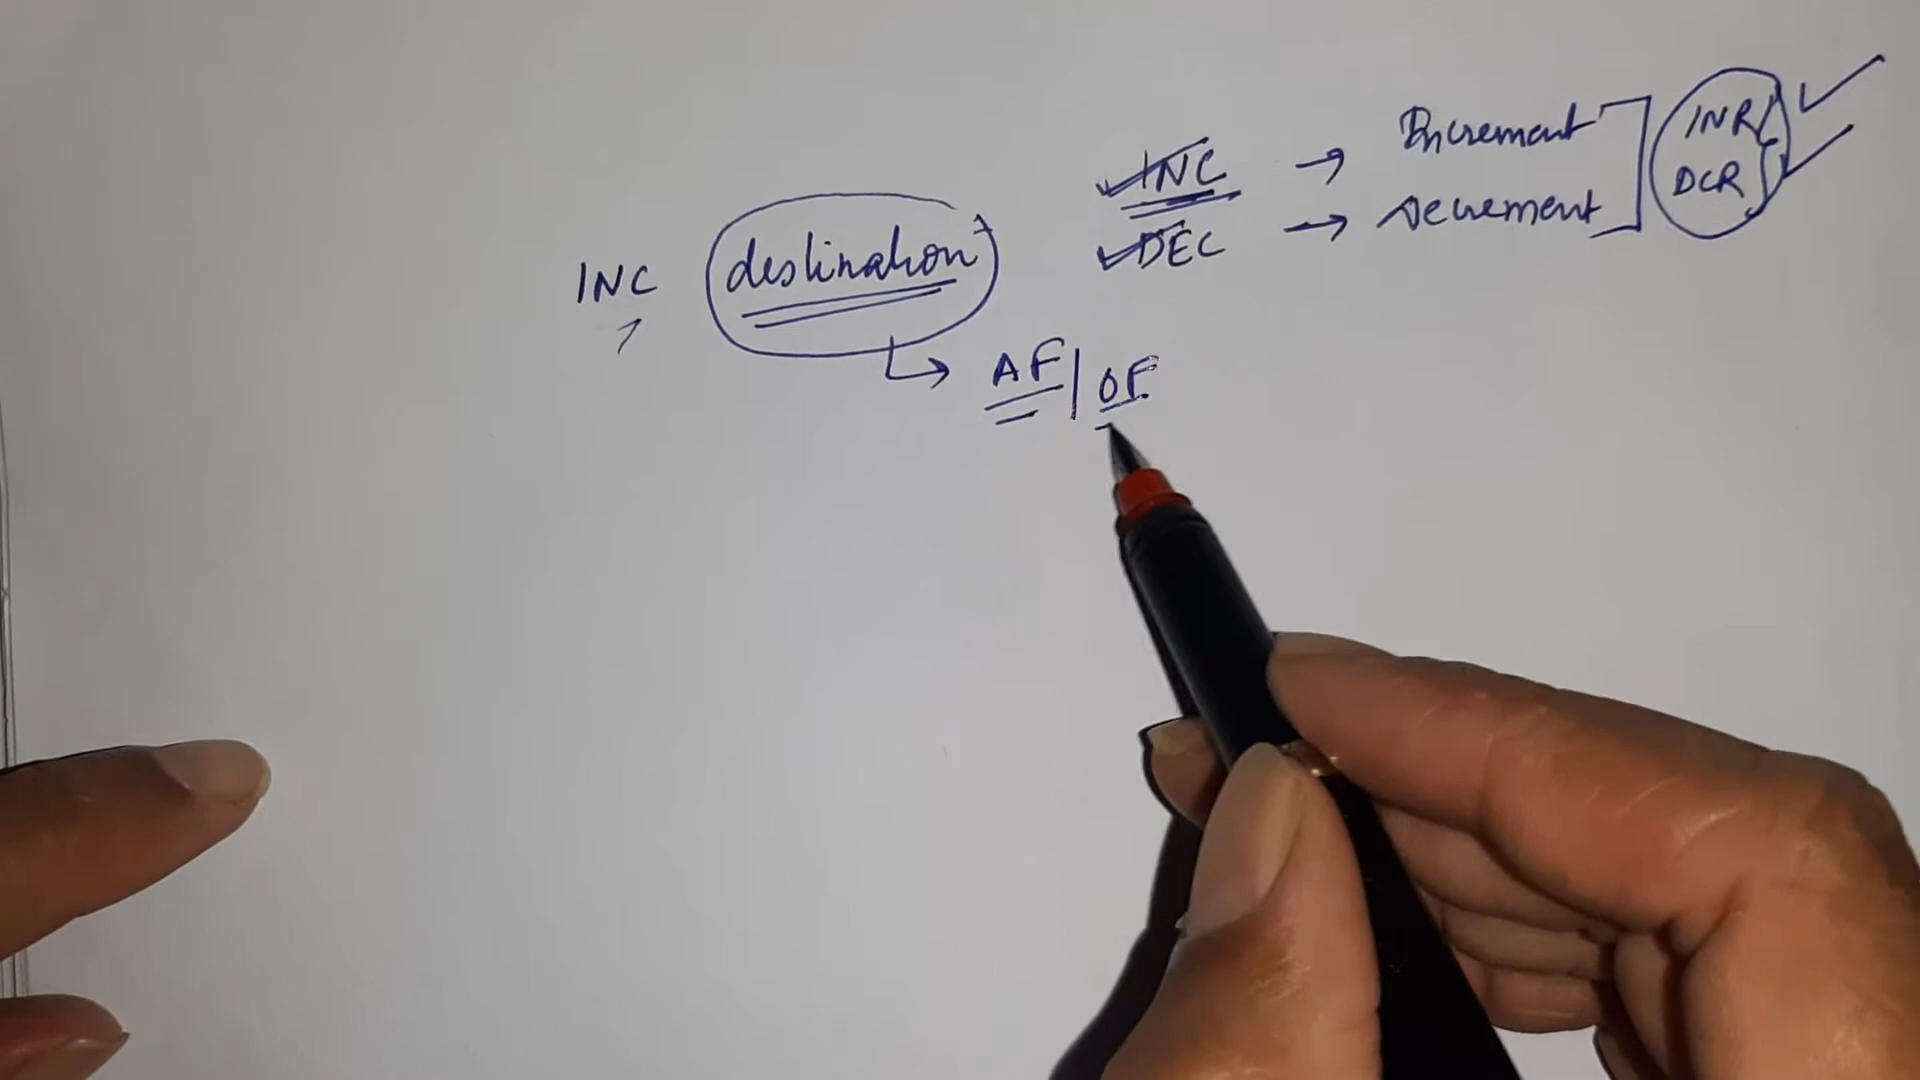 INC → Increment INR
DEC → Decrement DCR
INC destination
AF | OF